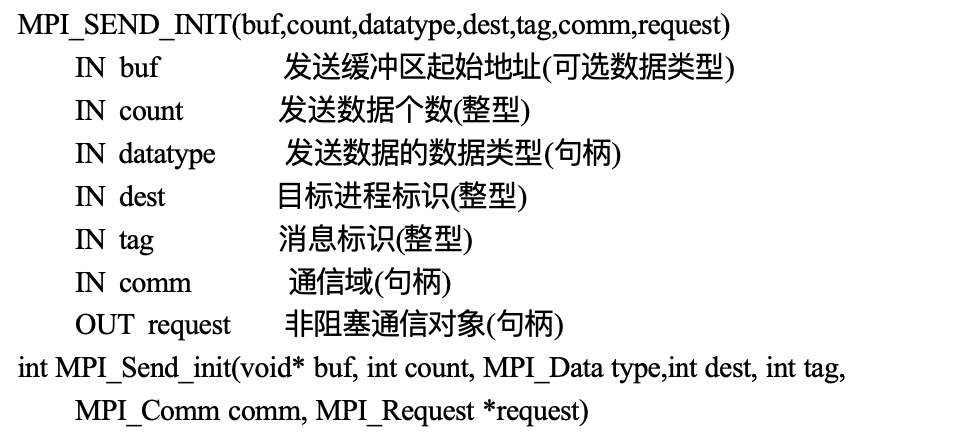 MPI_SEND_INIT(buf,count,datatype,dest,tag,comm,request)
IN buf 发送缓冲区起始地址(可选数据类型)
IN count 发送数据个数(整型)
IN datatype 发送数据的数据类型(句柄)
IN dest 目标进程标识(整型)
IN tag 消息标识(整型)
IN comm 通信域(句柄)
OUT request 非阻塞通信对象(句柄)
int MPI_Send_init(void* buf, int count, MPI_Data type,int dest, int tag,
MPI_Comm comm, MPI_Request *request)